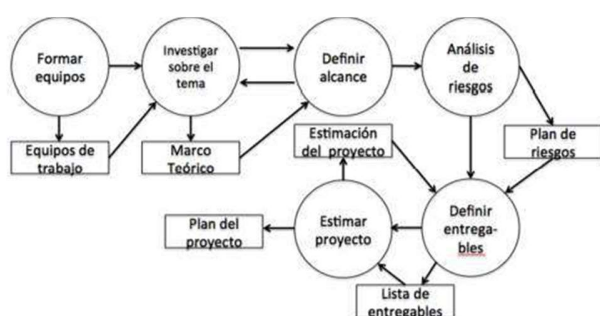 Formar
equipos
Investigar
sobre el
tema
Definir
alcance
Análisis
de
riesgos
Equipos de
trabajo
Marco
Teórico
Estimación
del proyecto
Plan de
riesgos
Plan del
proyecto
Estimar
proyecto
Definir
entrega-
bles
Lista de
entregables